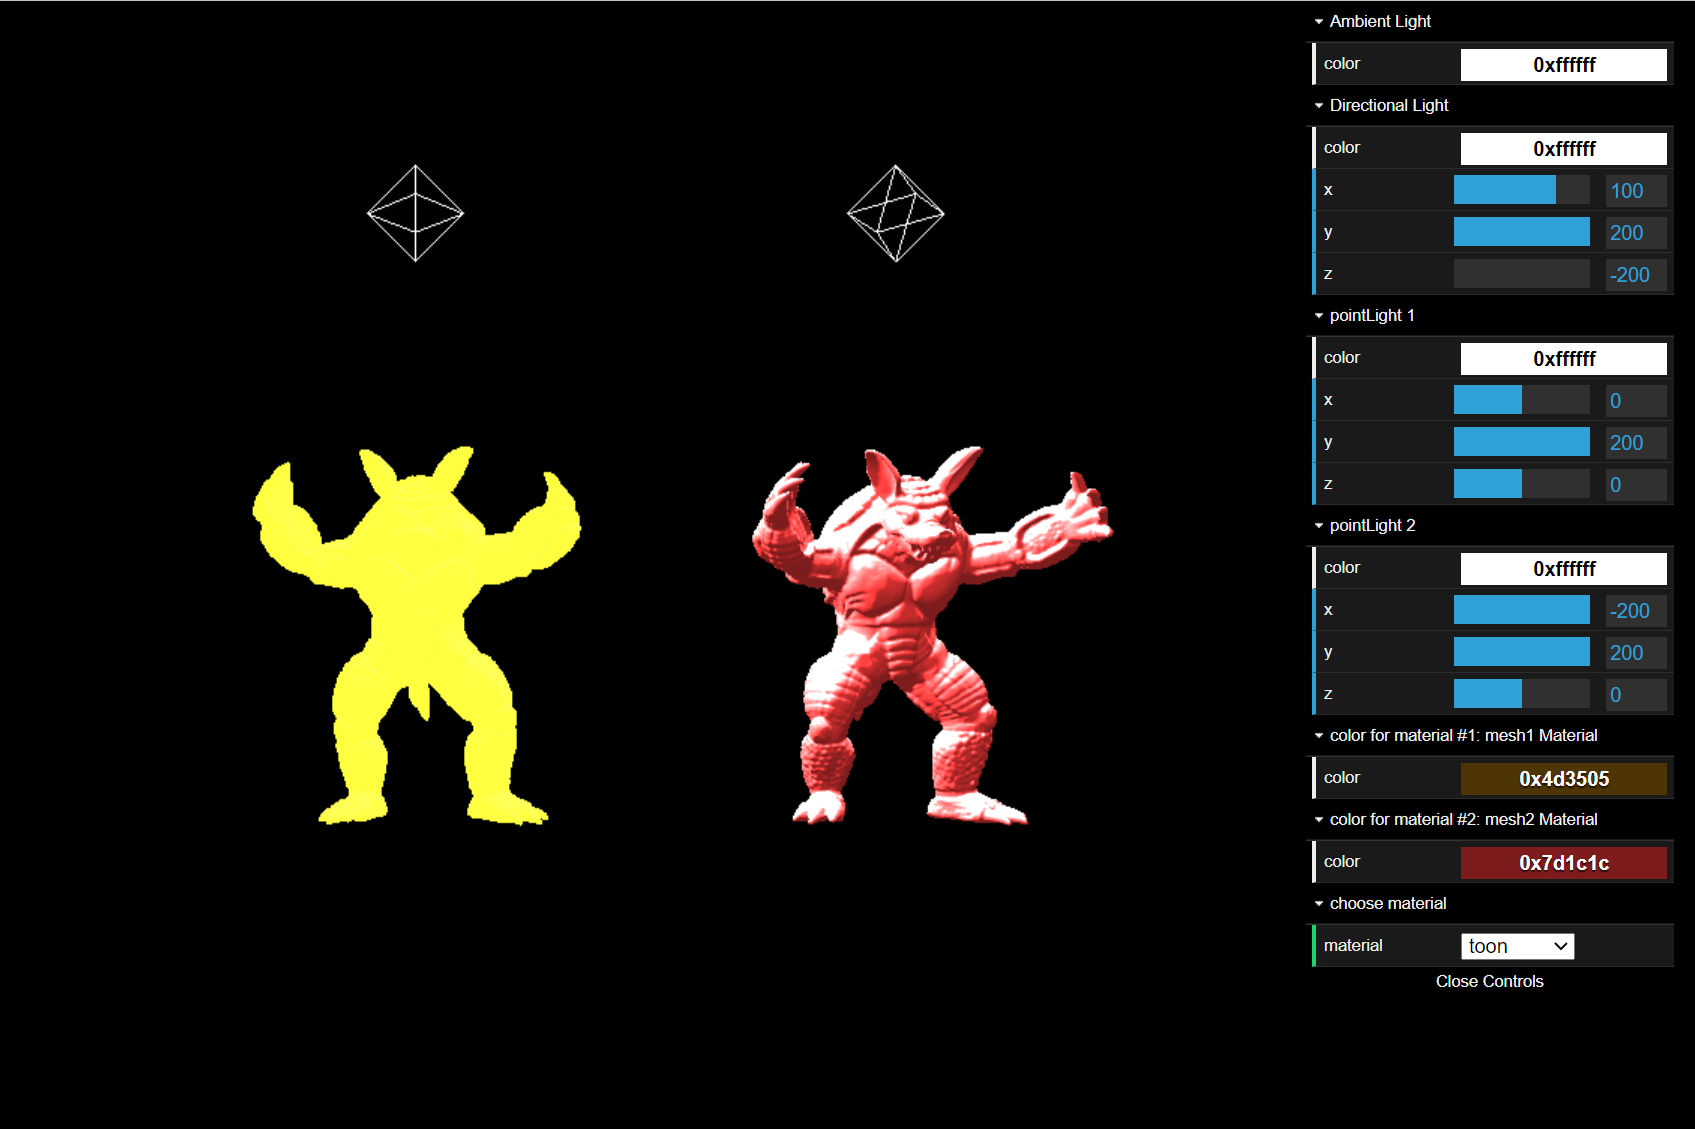 Ambient Light
color 0xffffff
Directional Light
color 0xffffff
x 100
y 200
z -200
pointLight 1
color 0xffffff
x 0
y 200
z 0
pointLight 2
color 0xffffff
x -200
y 200
z 0
color for material #1: mesh1 Material
color 0x4d3505
color for material #2: mesh2 Material
color 0x7d1c1c
choose material
material toon
Close Controls